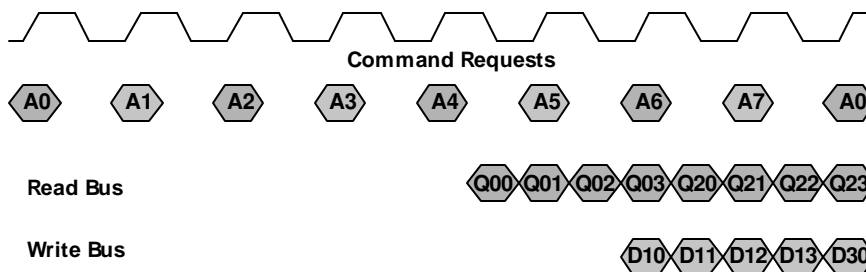 Command Requests
A0 A1 A2 A3 A4 A5 A6 A7 A0
Read Bus Q00 Q01 Q02 Q03 Q20 Q21 Q22 Q23
Write Bus D10 D11 D12 D13 D30